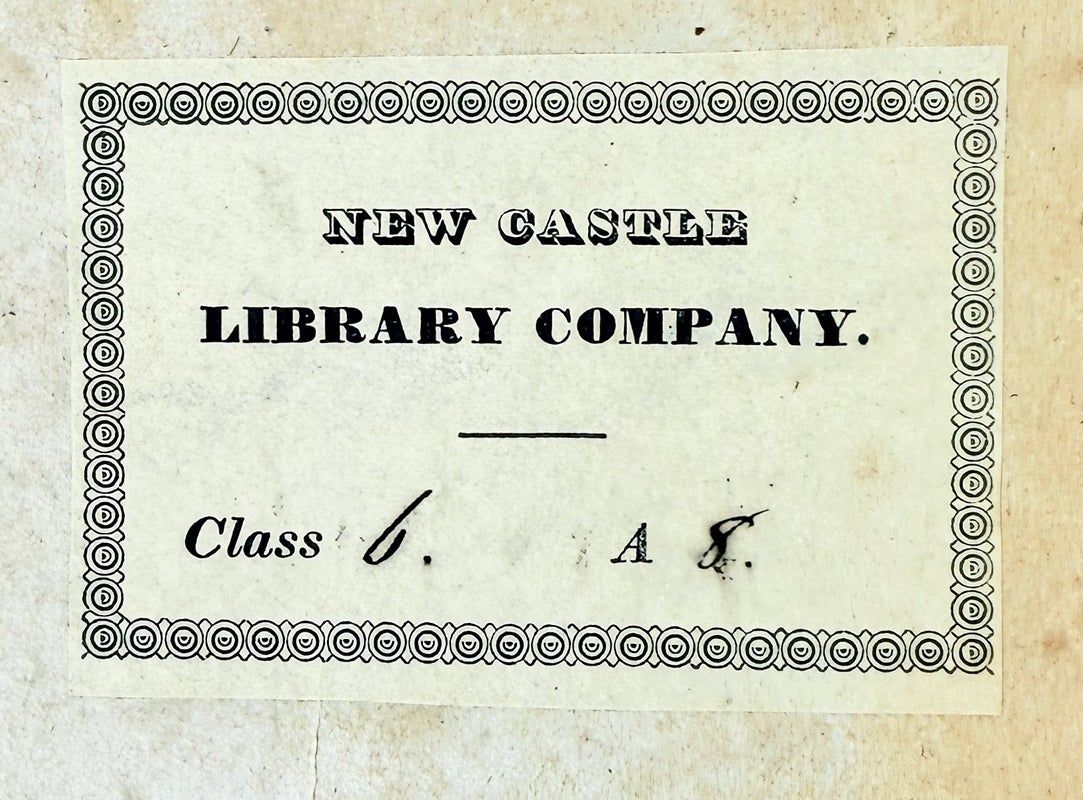 NEW CASTLE
LIBRARY COMPANY.
Class 6. A 8.